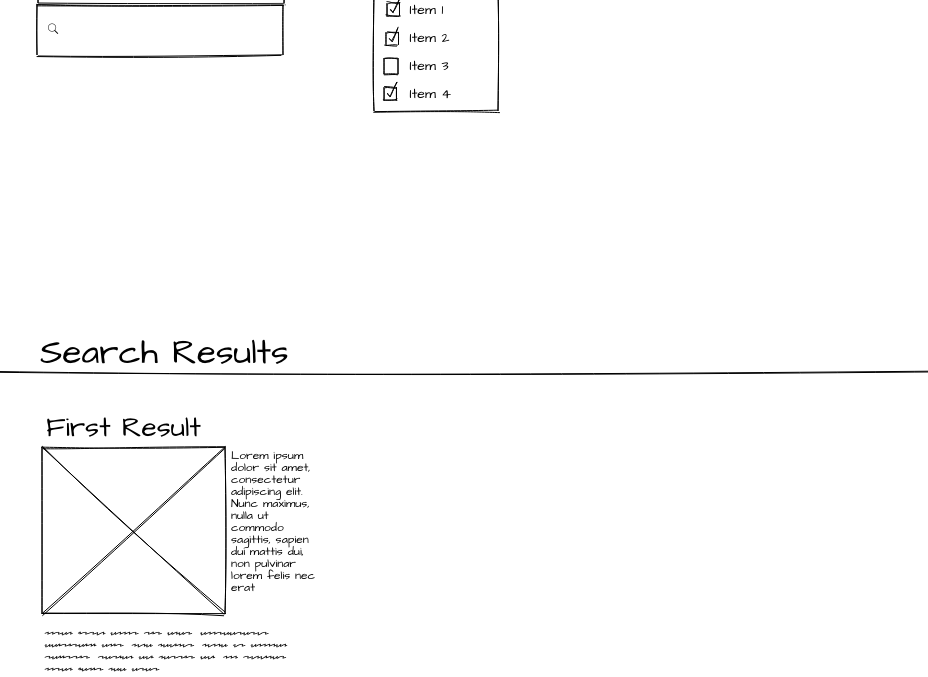 Item 1
Item 2
Item 3
Item 4
Search Results
First Result
Lorem ipsum
dolor sit amet,
consectetur
adipiscing elit.
Nunc maximus,
nulla ut
commodo
sagittis, sapien
dui mattis dui,
non pulvinar
lorem felis nec
erat